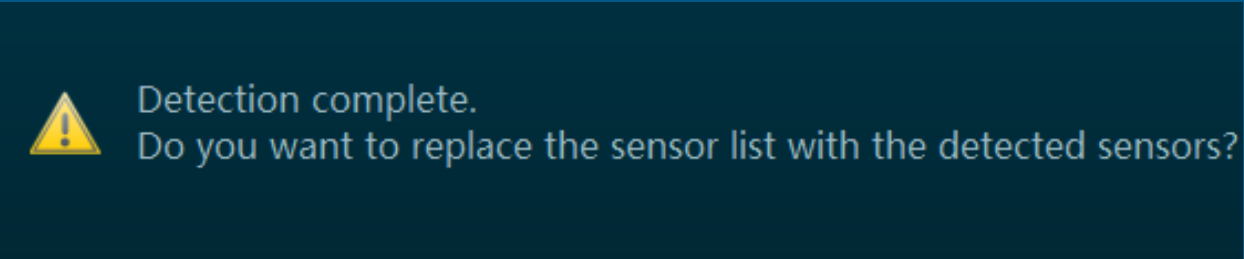 Detection complete.
Do you want to replace the sensor list with the detected sensors?